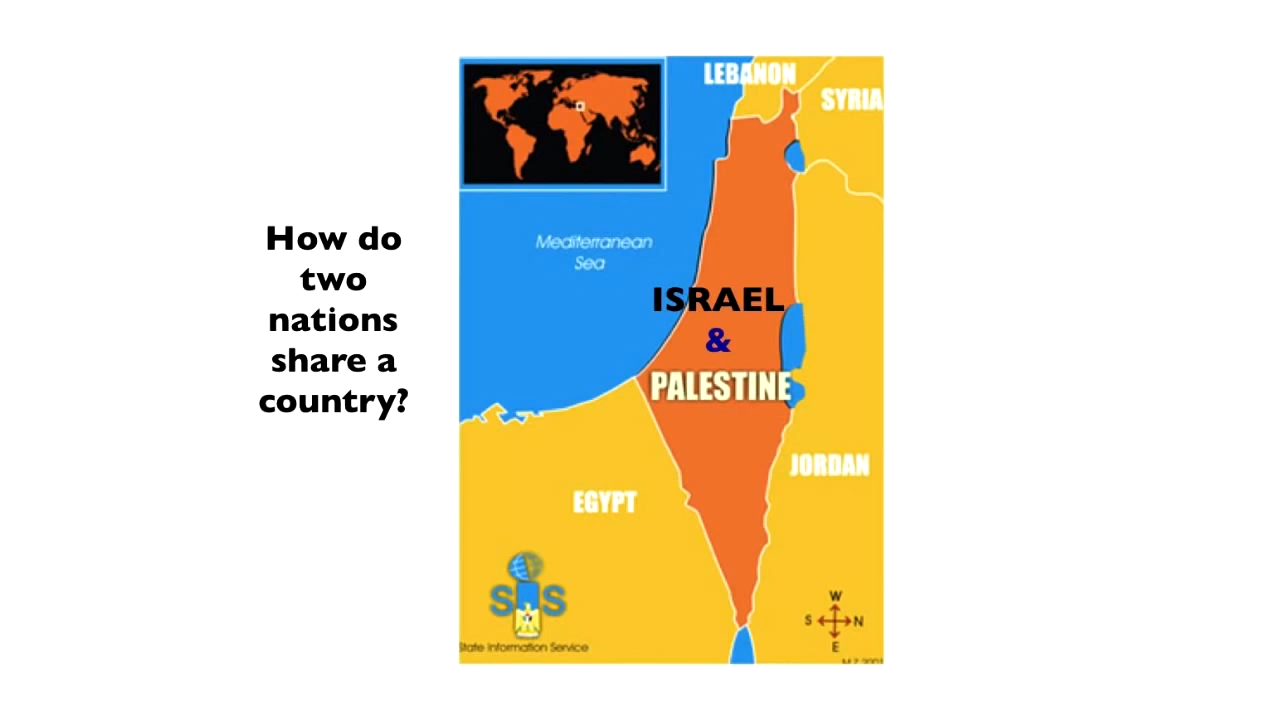 How do
two
nations
share a
country?
LEBANON
SYRIA
Mediterranean
Sea
ISRAEL
&
PALESTINE
JORDAN
EGYPT
SIS
State Information Service
W
S N
E